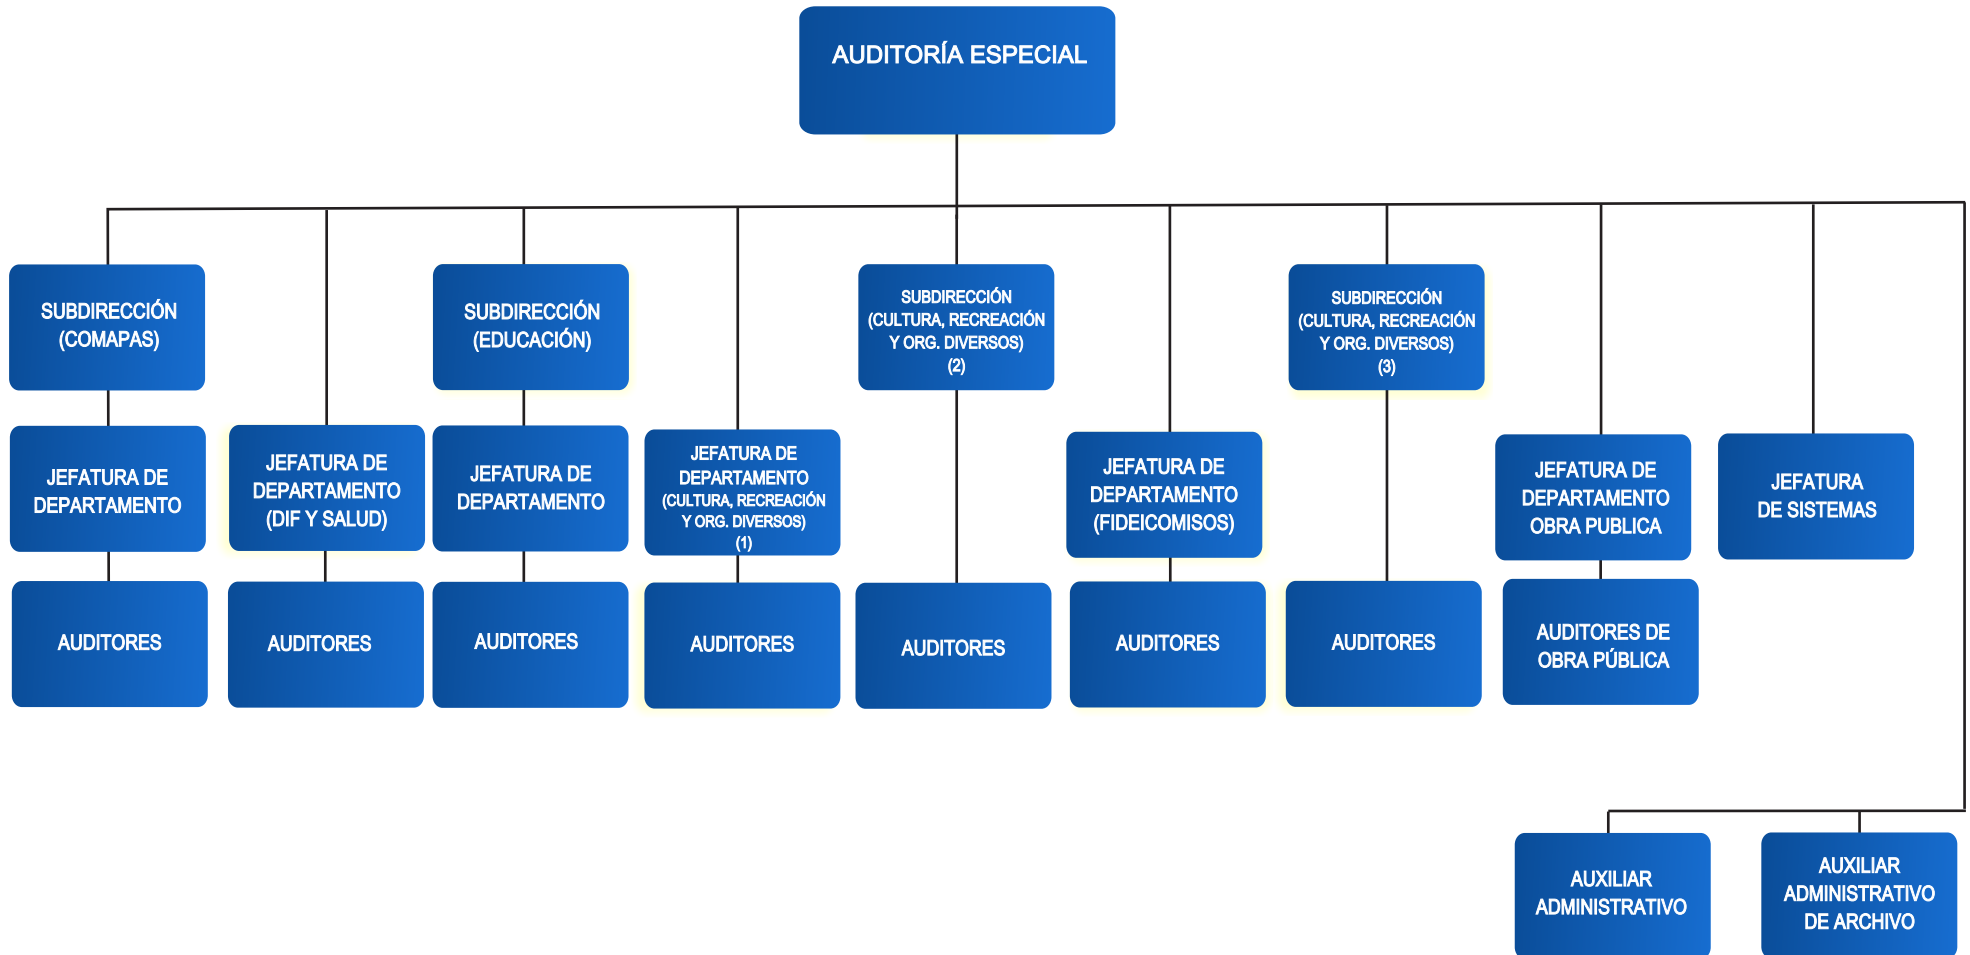 AUDITORÍA ESPECIAL
SUBDIRECCIÓN
(COMAPAS)
SUBDIRECCIÓN
(EDUCACIÓN)
SUBDIRECCIÓN
(CULTURA, RECREACIÓN
Y ORG. DIVERSOS)
(2)
SUBDIRECCIÓN
(CULTURA, RECREACIÓN
Y ORG. DIVERSOS)
(3)
JEFATURA DE
DEPARTAMENTO
JEFATURA DE
DEPARTAMENTO
(DIF Y SALUD)
JEFATURA DE
DEPARTAMENTO
JEFATURA DE
DEPARTAMENTO
(CULTURA, RECREACIÓN
Y ORG. DIVERSOS)
(1)
JEFATURA DE
DEPARTAMENTO
(FIDEICOMISOS)
JEFATURA DE
DEPARTAMENTO
OBRA PUBLICA
JEFATURA
DE SISTEMAS
AUDITORES
AUDITORES
AUDITORES
AUDITORES
AUDITORES
AUDITORES
AUDITORES
AUDITORES DE
OBRA PÚBLICA
AUXILIAR
ADMINISTRATIVO
AUXILIAR
ADMINISTRATIVO
DE ARCHIVO